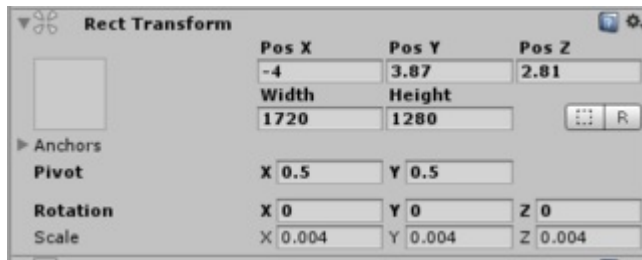 Rect Transform
Pos X Pos Y Pos Z
-4 3.87 2.81
Width Height
1720 1280
R
Anchors
Pivot X 0.5 Y 0.5
Rotation X 0 Y 0 Z 0
Scale X 0.004 Y 0.004 Z 0.004